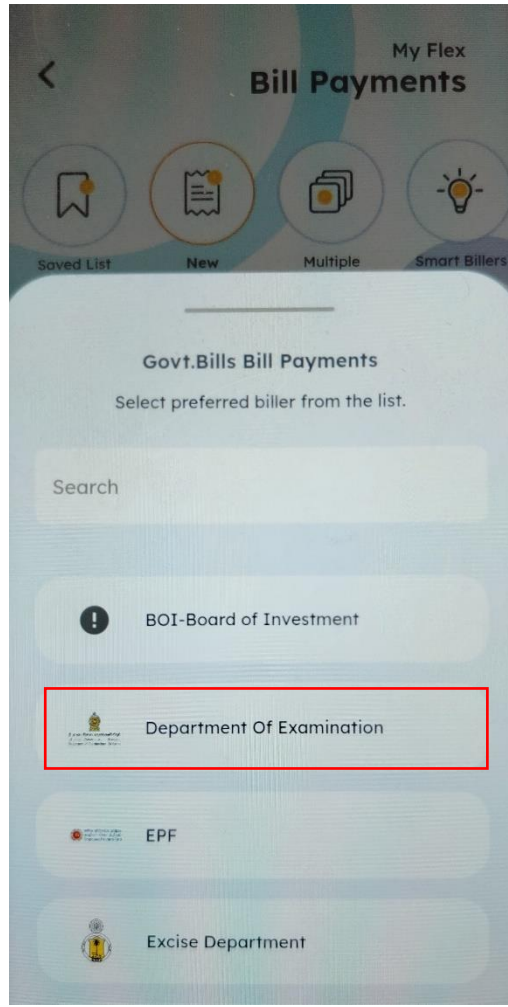 My Flex
Bill Payments
Saved List
New
Multiple
Smart Billers
Govt.Bills Bill Payments
Select preferred biller from the list.
Search
BOI-Board of Investment
Department Of Examination
EPF
Excise Department